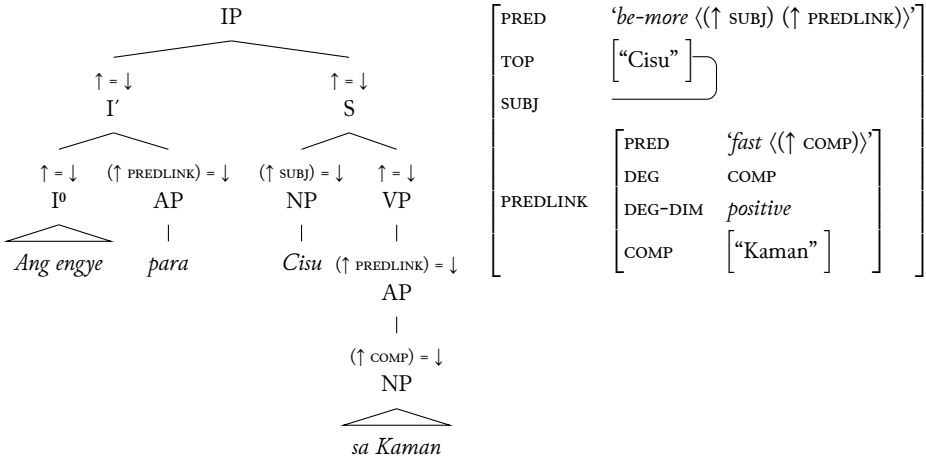 IP
↑ = ↓ ↑ = ↓
I′ S
↑ = ↓ (↑ PREDLINK) = ↓ (↑ SUBJ) = ↓ ↑ = ↓
I⁰ AP NP VP
Ang engye para Cisu (↑ PREDLINK) = ↓
AP
(↑ COMP) = ↓
NP
sa Kaman
PRED ‘be-more ⟨(↑ SUBJ) (↑ PREDLINK)⟩’
TOP [“Cisu”]
SUBJ
PREDLINK
PRED ‘fast ⟨(↑ COMP)⟩’
DEG COMP
DEG-DIM positive
COMP [“Kaman”]